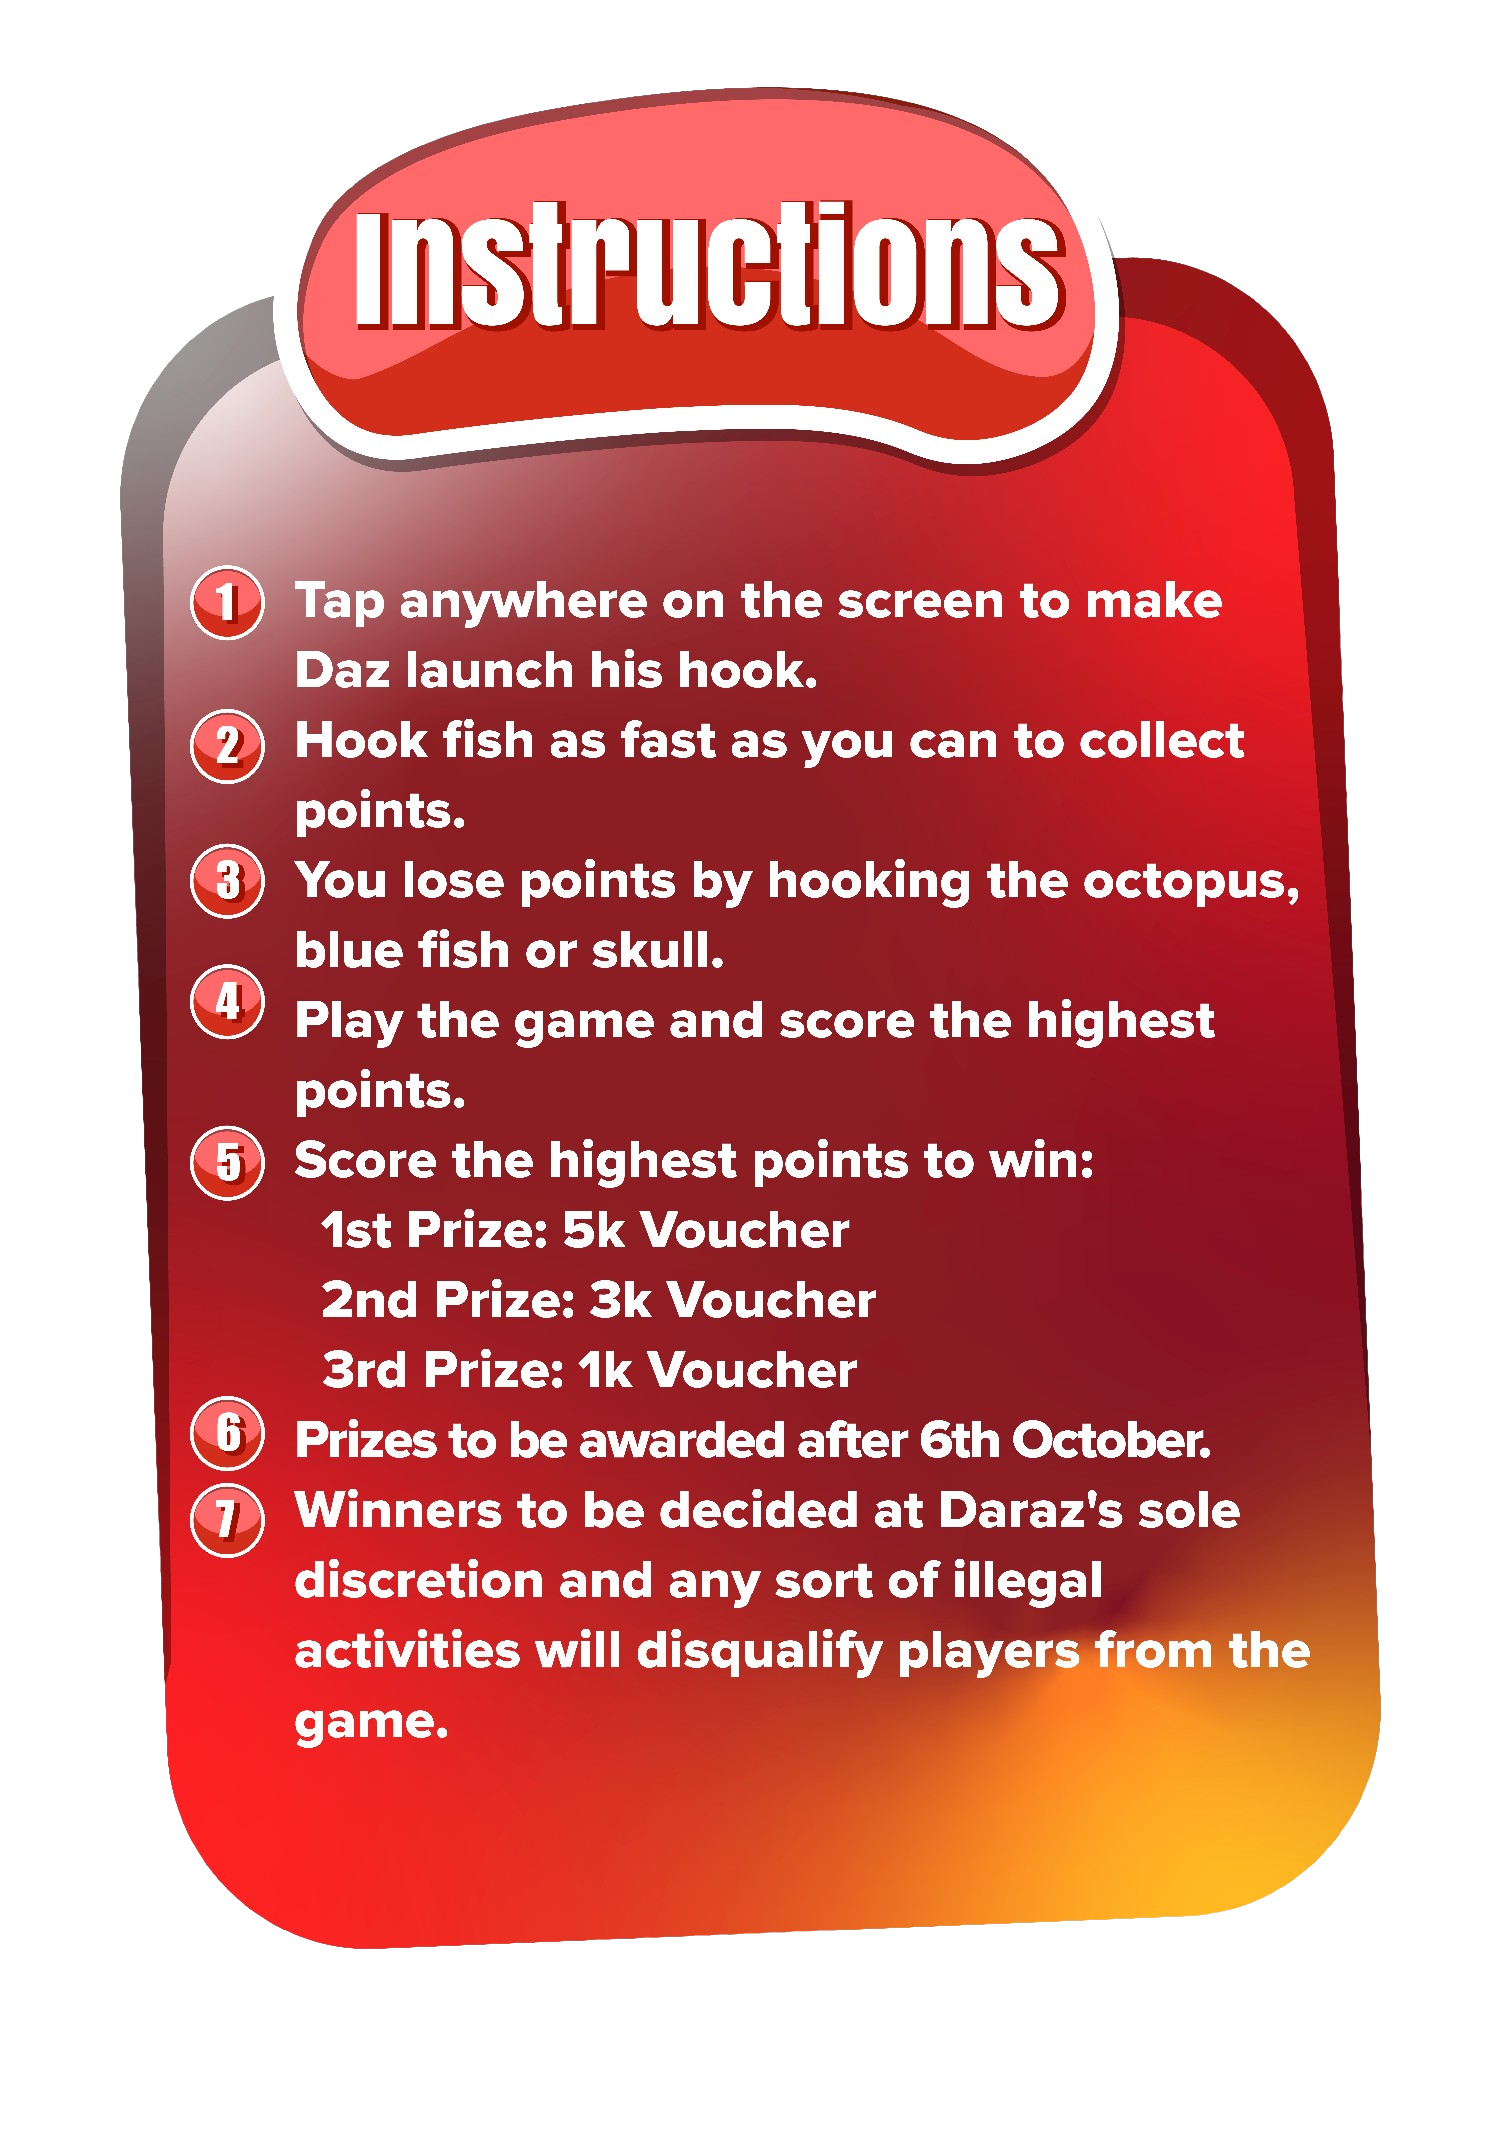 Instructions
1 Tap anywhere on the screen to make
Daz launch his hook.
2 Hook fish as fast as you can to collect
points.
3 You lose points by hooking the octopus,
blue fish or skull.
4 Play the game and score the highest
points.
5 Score the highest points to win:
1st Prize: 5k Voucher
2nd Prize: 3k Voucher
3rd Prize: 1k Voucher
6 Prizes to be awarded after 6th October.
7 Winners to be decided at Daraz's sole
discretion and any sort of illegal
activities will disqualify players from the
game.